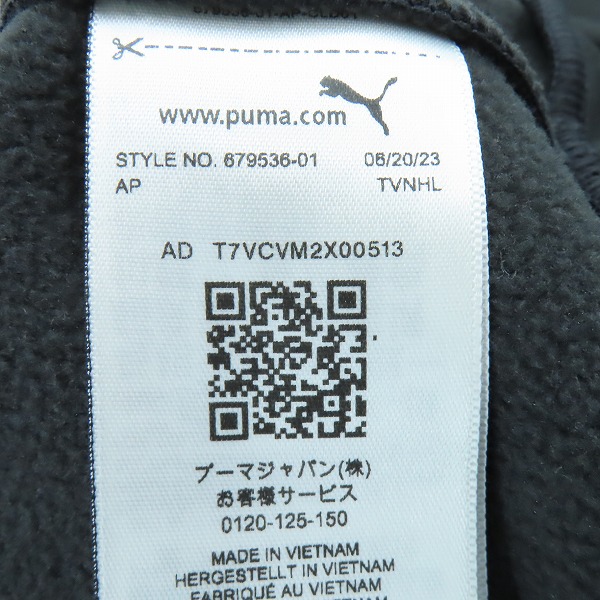 www.puma.com
STYLE NO. 679536-01 06/20/23
AP TVNHL
AD T7VCVM2X00513
プーマジャパン(株)
お客様サービス
0120-125-150
MADE IN VIETNAM
HERGESTELLT IN VIETNAM
FABRIQUÉ AU VIETNAM